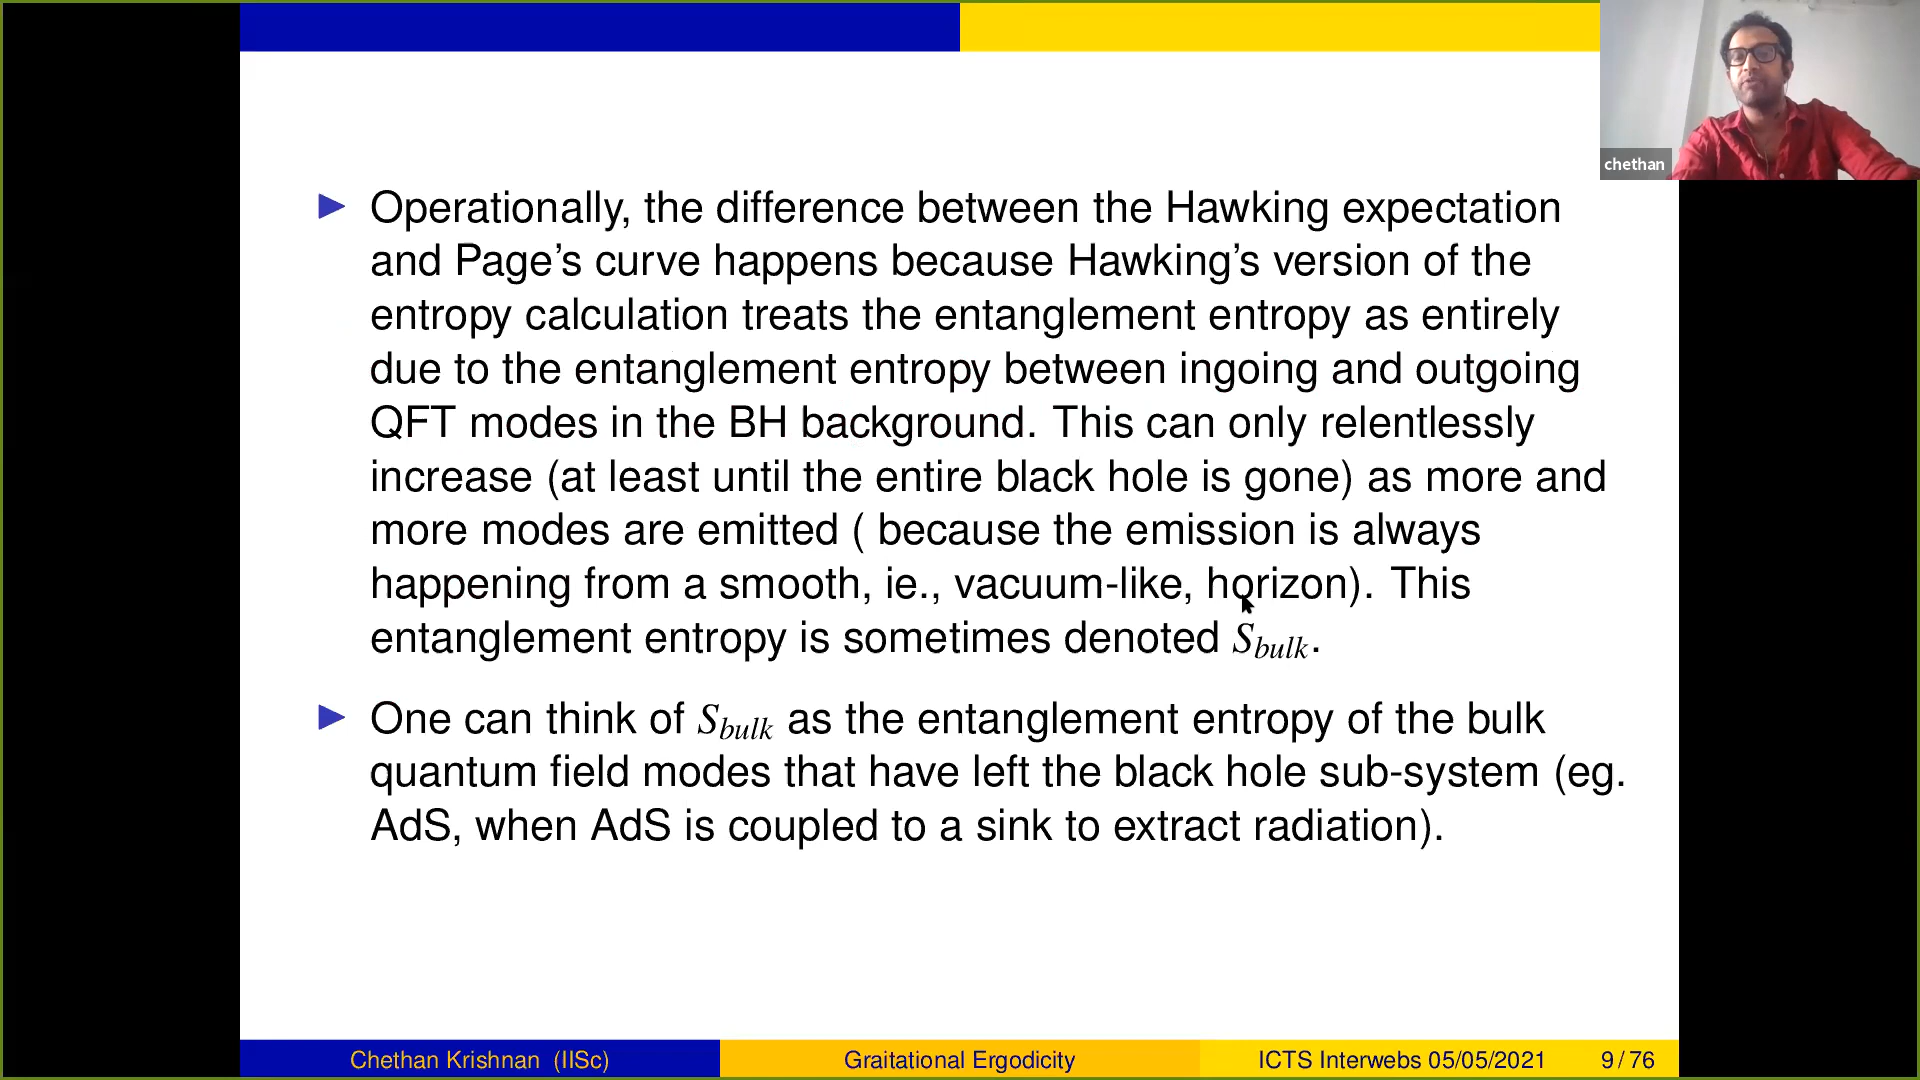 chethan
▶ Operationally, the difference between the Hawking expectation
and Page’s curve happens because Hawking’s version of the
entropy calculation treats the entanglement entropy as entirely
due to the entanglement entropy between ingoing and outgoing
QFT modes in the BH background. This can only relentlessly
increase (at least until the entire black hole is gone) as more and
more modes are emitted ( because the emission is always
happening from a smooth, ie., vacuum-like, horizon). This
entanglement entropy is sometimes denoted S_bulk.
▶ One can think of S_bulk as the entanglement entropy of the bulk
quantum field modes that have left the black hole sub-system (eg.
AdS, when AdS is coupled to a sink to extract radiation).
Chethan Krishnan (IISc) Graitational Ergodicity ICTS Interwebs 05/05/2021 9 / 76